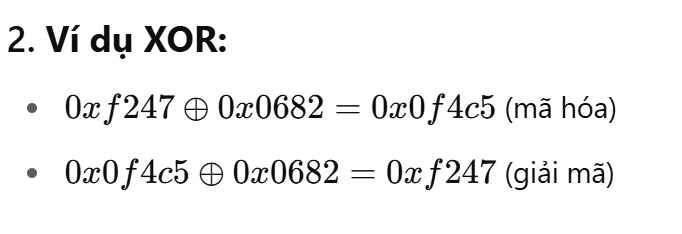 2. Ví dụ XOR:
• 0xf247 ⊕ 0x0682 = 0x0f4c5 (mã hóa)
• 0x0f4c5 ⊕ 0x0682 = 0xf247 (giải mã)